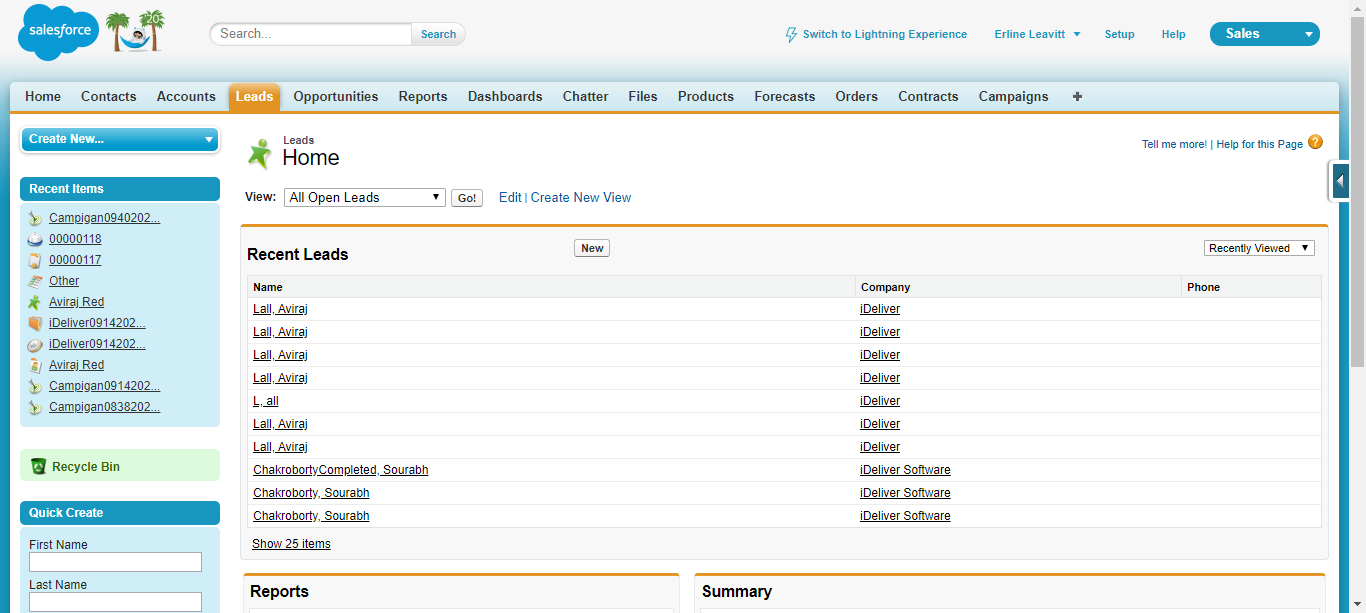 salesforce
'20
Search...
Search
Switch to Lightning Experience
Erline Leavitt
Setup
Help
Sales
Home Contacts Accounts Leads Opportunities Reports Dashboards Chatter Files Products Forecasts Orders Contracts Campaigns +
Create New...
Recent Items
Campigan0940202...
00000118
00000117
Other
Aviraj Red
iDeliver0914202...
iDeliver0914202...
Aviraj Red
Campigan0914202...
Campigan0838202...
Recycle Bin
Quick Create
First Name
Last Name
Leads
Home
Tell me more! | Help for this Page ?
View: All Open Leads Go! Edit | Create New View
Recent Leads New Recently Viewed
Name Company Phone
Lall, Aviraj iDeliver
Lall, Aviraj iDeliver
Lall, Aviraj iDeliver
Lall, Aviraj iDeliver
L, all iDeliver
Lall, Aviraj iDeliver
Lall, Aviraj iDeliver
ChakrobortyCompleted, Sourabh iDeliver Software
Chakroborty, Sourabh iDeliver Software
Chakroborty, Sourabh iDeliver Software
Show 25 items
Reports
Summary